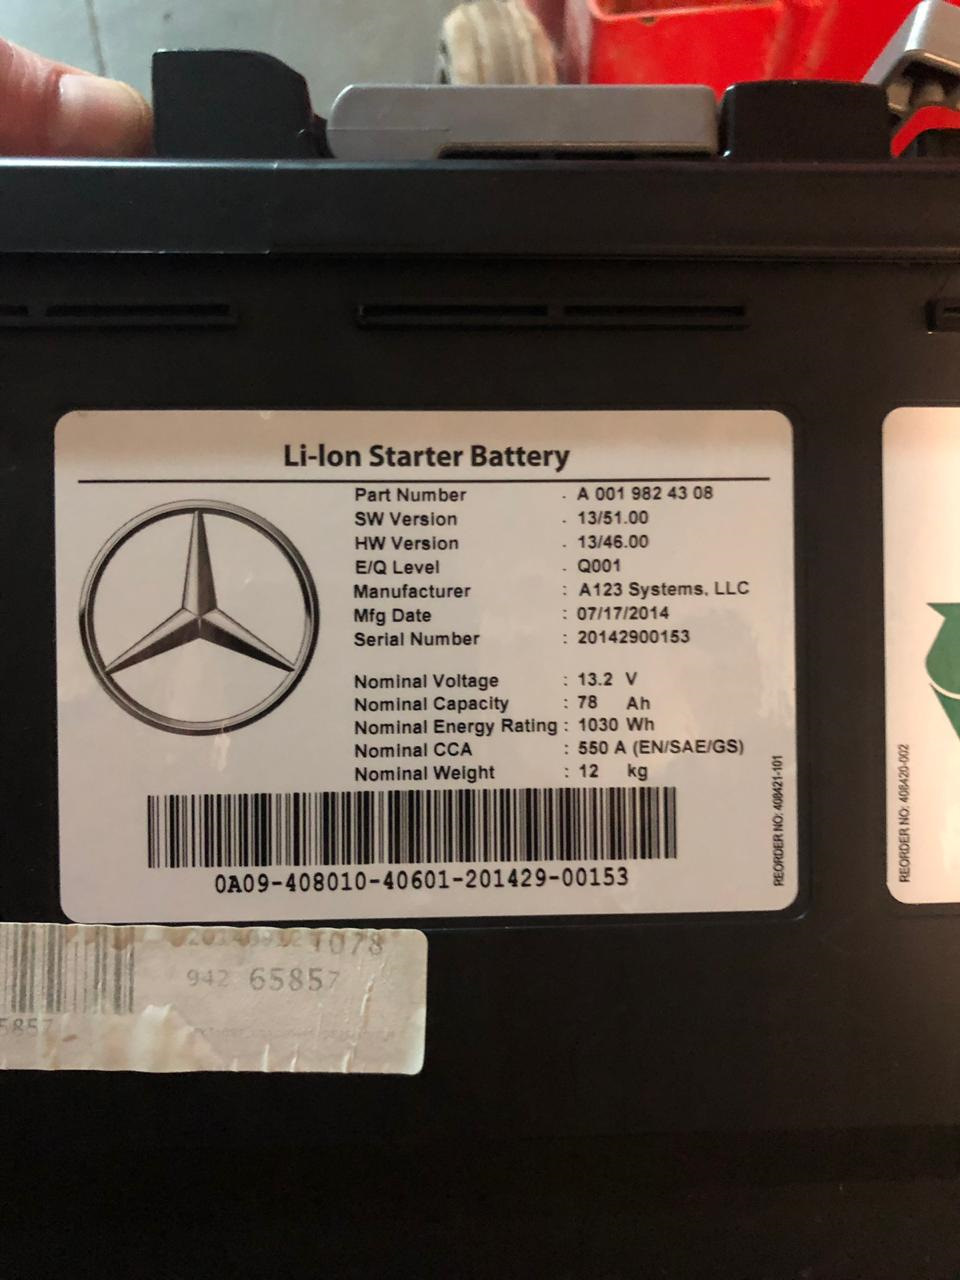 Li-Ion Starter Battery
Part Number : A 001 982 43 08
SW Version : 13/51.00
HW Version : 13/46.00
E/Q Level : Q001
Manufacturer : A123 Systems, LLC
Mfg Date : 07/17/2014
Serial Number : 20142900153
Nominal Voltage : 13.2 V
Nominal Capacity : 78 Ah
Nominal Energy Rating : 1030 Wh
Nominal CCA : 550 A (EN/SAE/GS)
Nominal Weight : 12 kg
0A09-408010-40601-201429-00153
REORDER NO: 408421-101
REORDER NO: 408420-002
1078
942 65857
5857